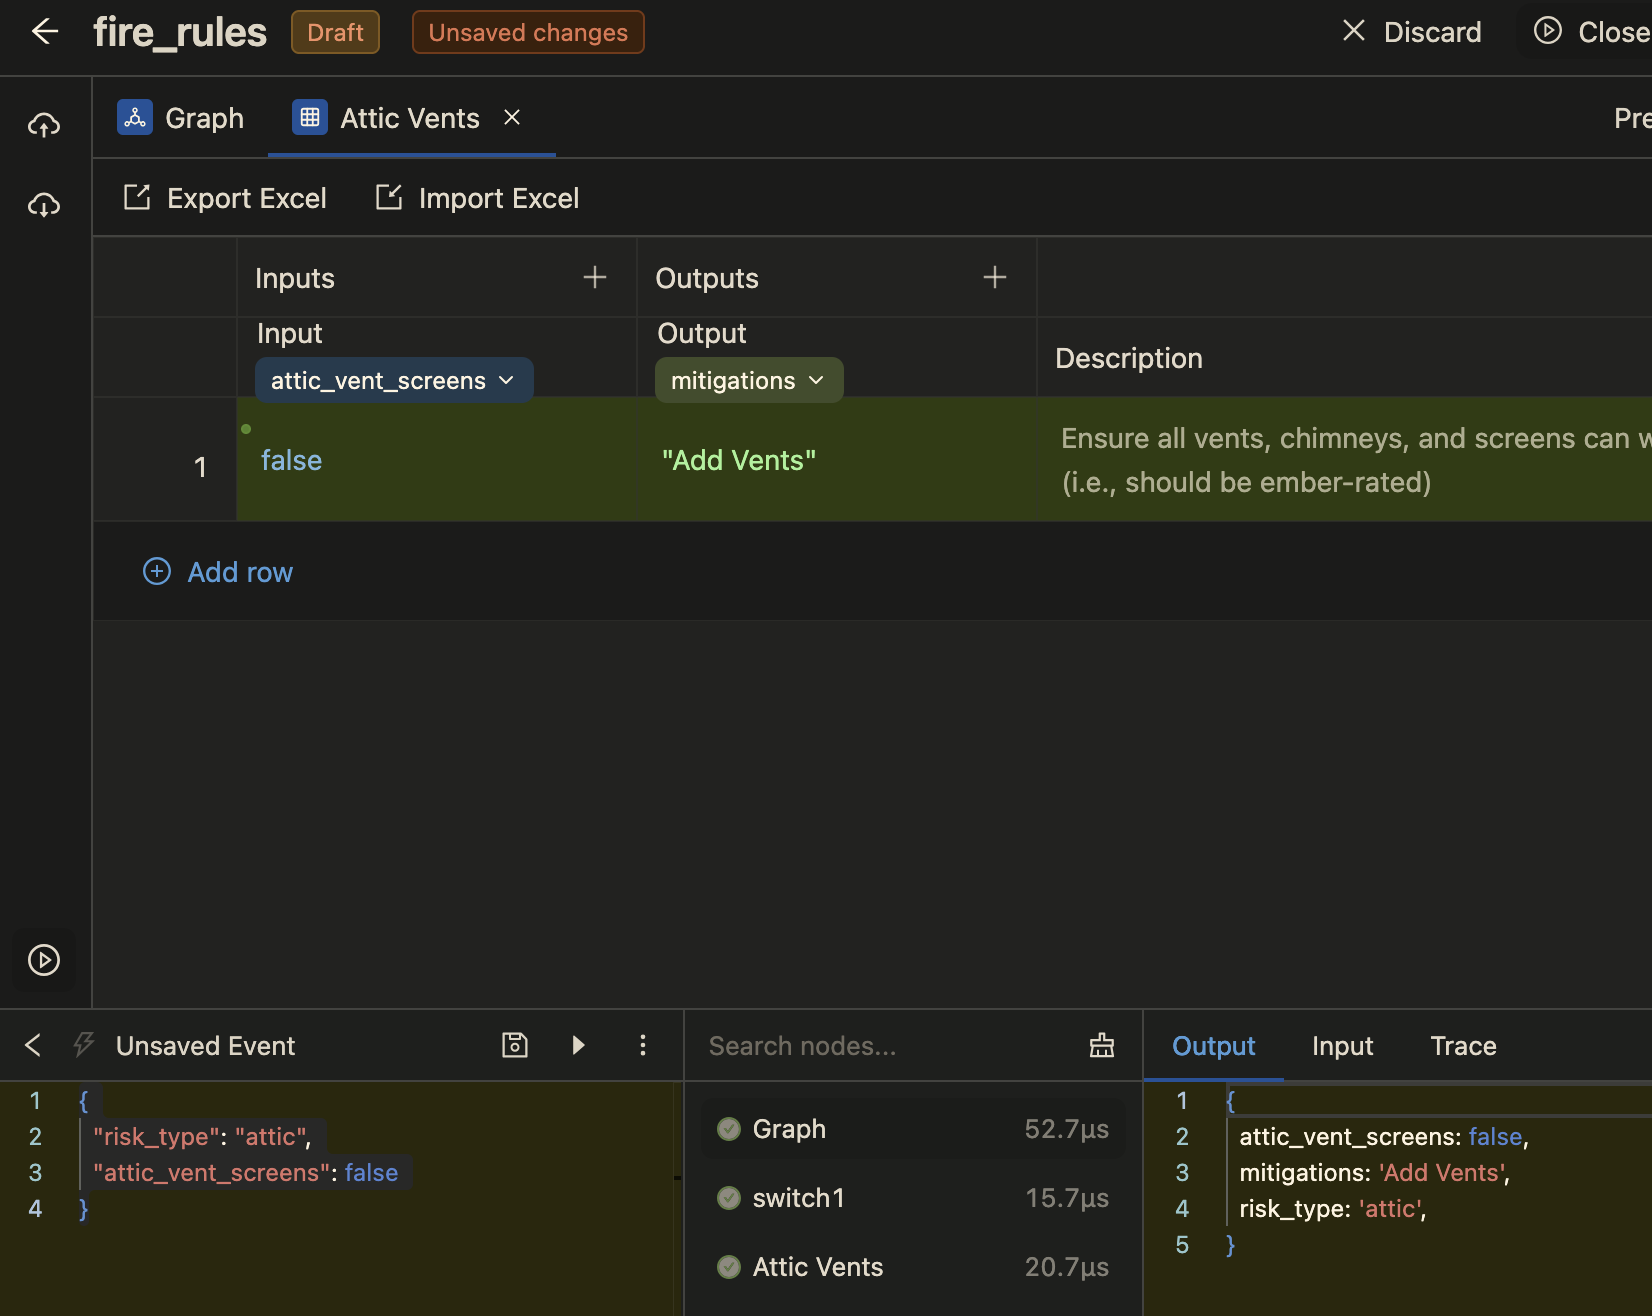 fire_rules Draft Unsaved changes Discard Close
Graph Attic Vents Pre
Export Excel Import Excel
Inputs Outputs
Input Output
attic_vent_screens mitigations Description
1 false "Add Vents" Ensure all vents, chimneys, and screens can w
(i.e., should be ember-rated)
Add row
Unsaved Event
1 {
2 "risk_type": "attic",
3 "attic_vent_screens": false
4 }
Search nodes...
Graph 52.7µs
switch1 15.7µs
Attic Vents 20.7µs
Output Input Trace
1 {
2 attic_vent_screens: false,
3 mitigations: 'Add Vents',
4 risk_type: 'attic',
5 }